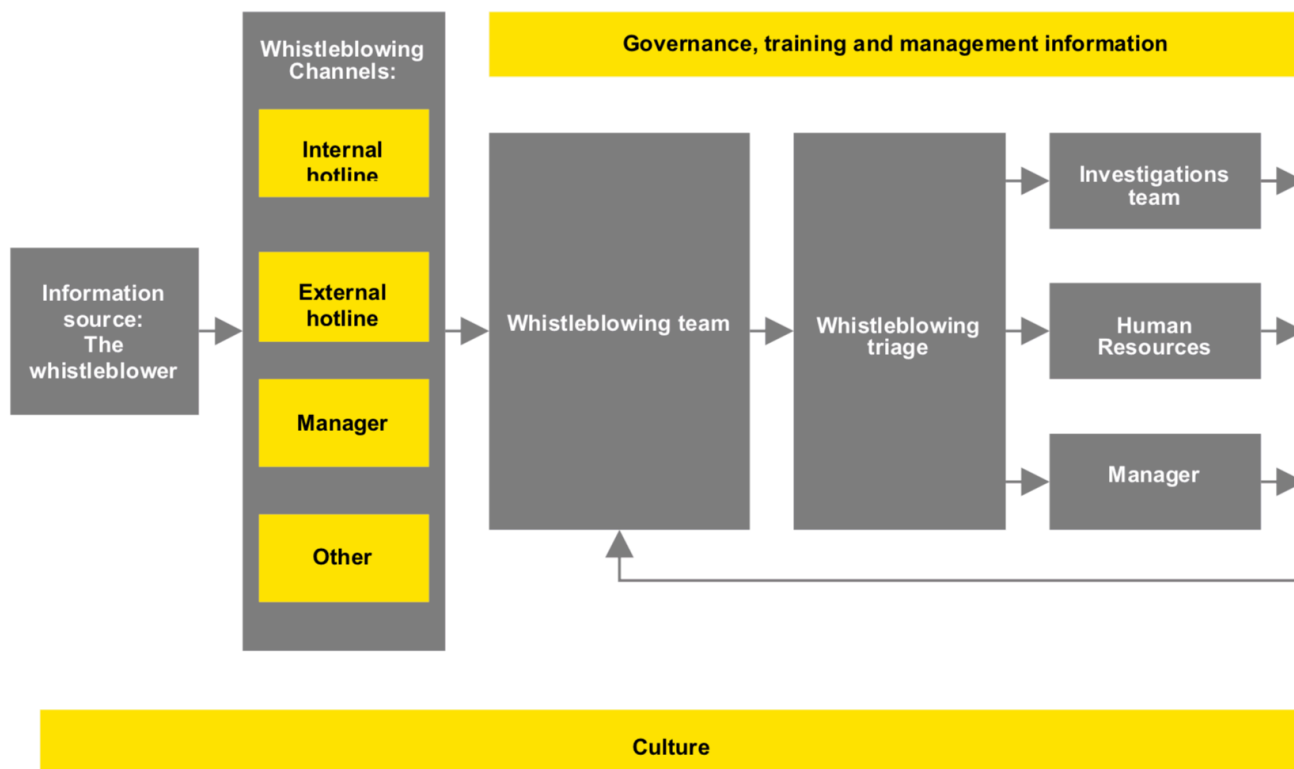 Whistleblowing
Channels:
Governance, training and management information
Internal
hotline
External
hotline
Manager
Other
Information
source:
The
whistleblower
Whistleblowing team
Whistleblowing
triage
Investigations
team
Human
Resources
Manager
Culture